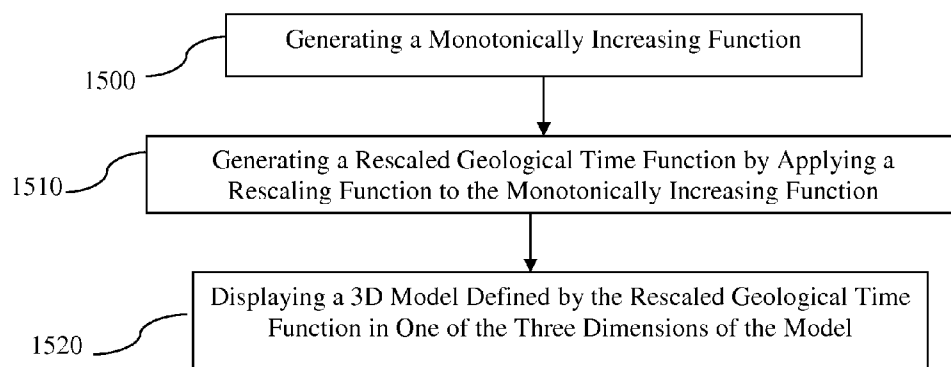 Generating a Monotonically Increasing Function
1500
Generating a Rescaled Geological Time Function by Applying a
Rescaling Function to the Monotonically Increasing Function
1510
Displaying a 3D Model Defined by the Rescaled Geological Time
Function in One of the Three Dimensions of the Model
1520